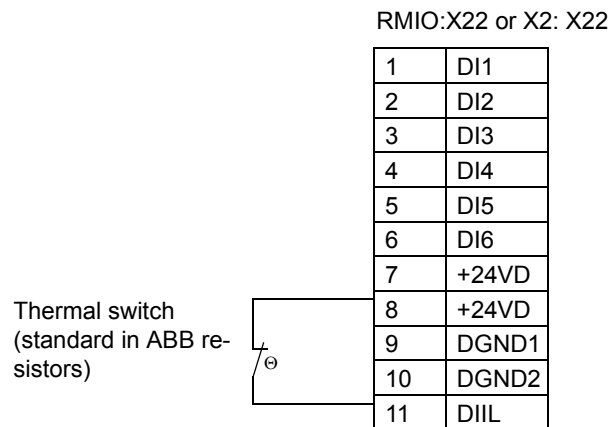 RMIO:X22 or X2: X22
1 DI1
2 DI2
3 DI3
4 DI4
5 DI5
6 DI6
7 +24VD
8 +24VD
9 DGND1
10 DGND2
11 DIIL
Thermal switch
(standard in ABB re-
sistors)
Θ